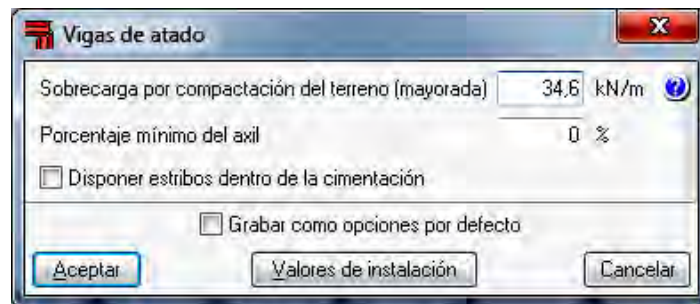 Vigas de atado
Sobrecarga por compactación del terreno (mayorada) 34,6 kN/m
Porcentaje mínimo del axil 0 %
Disponer estribos dentro de la cimentación
Grabar como opciones por defecto
Aceptar Valores de instalación Cancelar